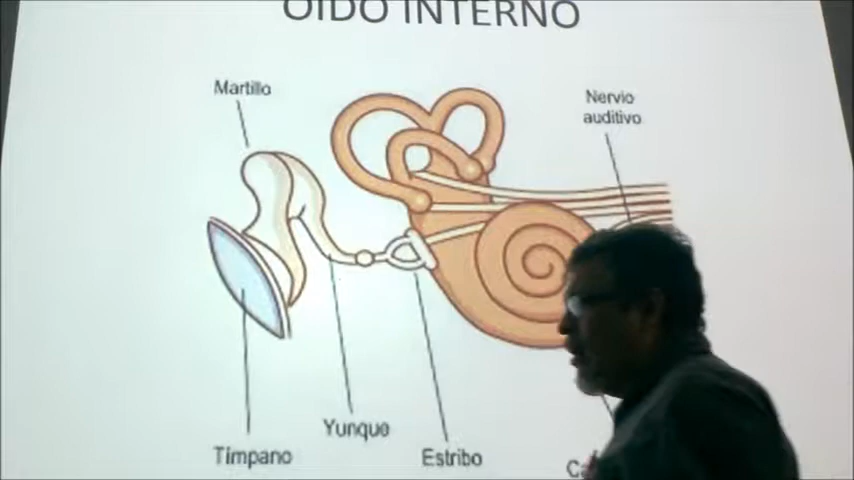 OIDO INTERNO
Martillo
Nervio
auditivo
Yunque
Tímpano
Estribo